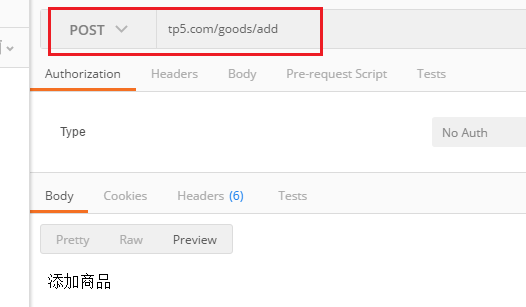 POST tp5.com/goods/add
Authorization Headers Body Pre-request Script Tests
Type No Auth
Body Cookies Headers (6) Tests
Pretty Raw Preview
添加商品